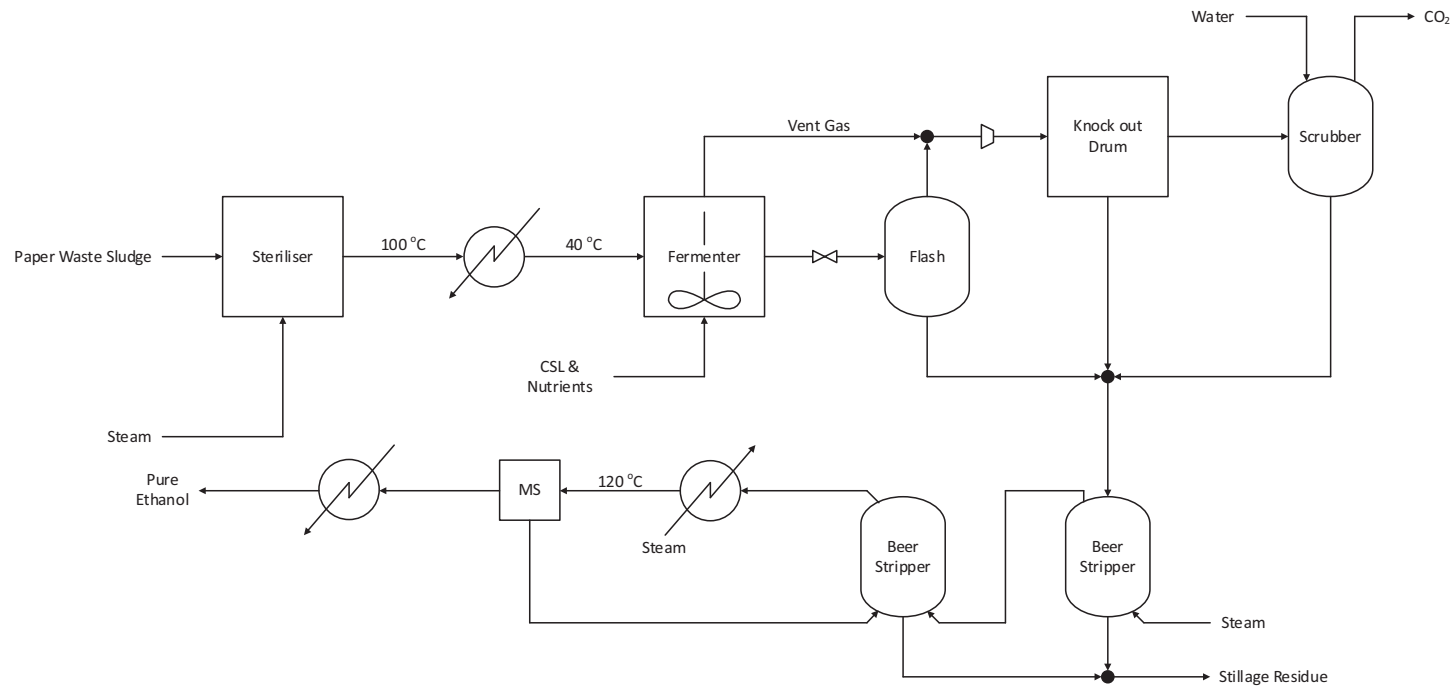 Water
CO₂
Vent Gas
Knock out
Drum
Scrubber
Paper Waste Sludge
Steriliser
100 °C
40 °C
Fermenter
Flash
CSL &
Nutrients
Steam
Pure
Ethanol
MS
120 °C
Steam
Beer
Stripper
Beer
Stripper
Steam
Stillage Residue